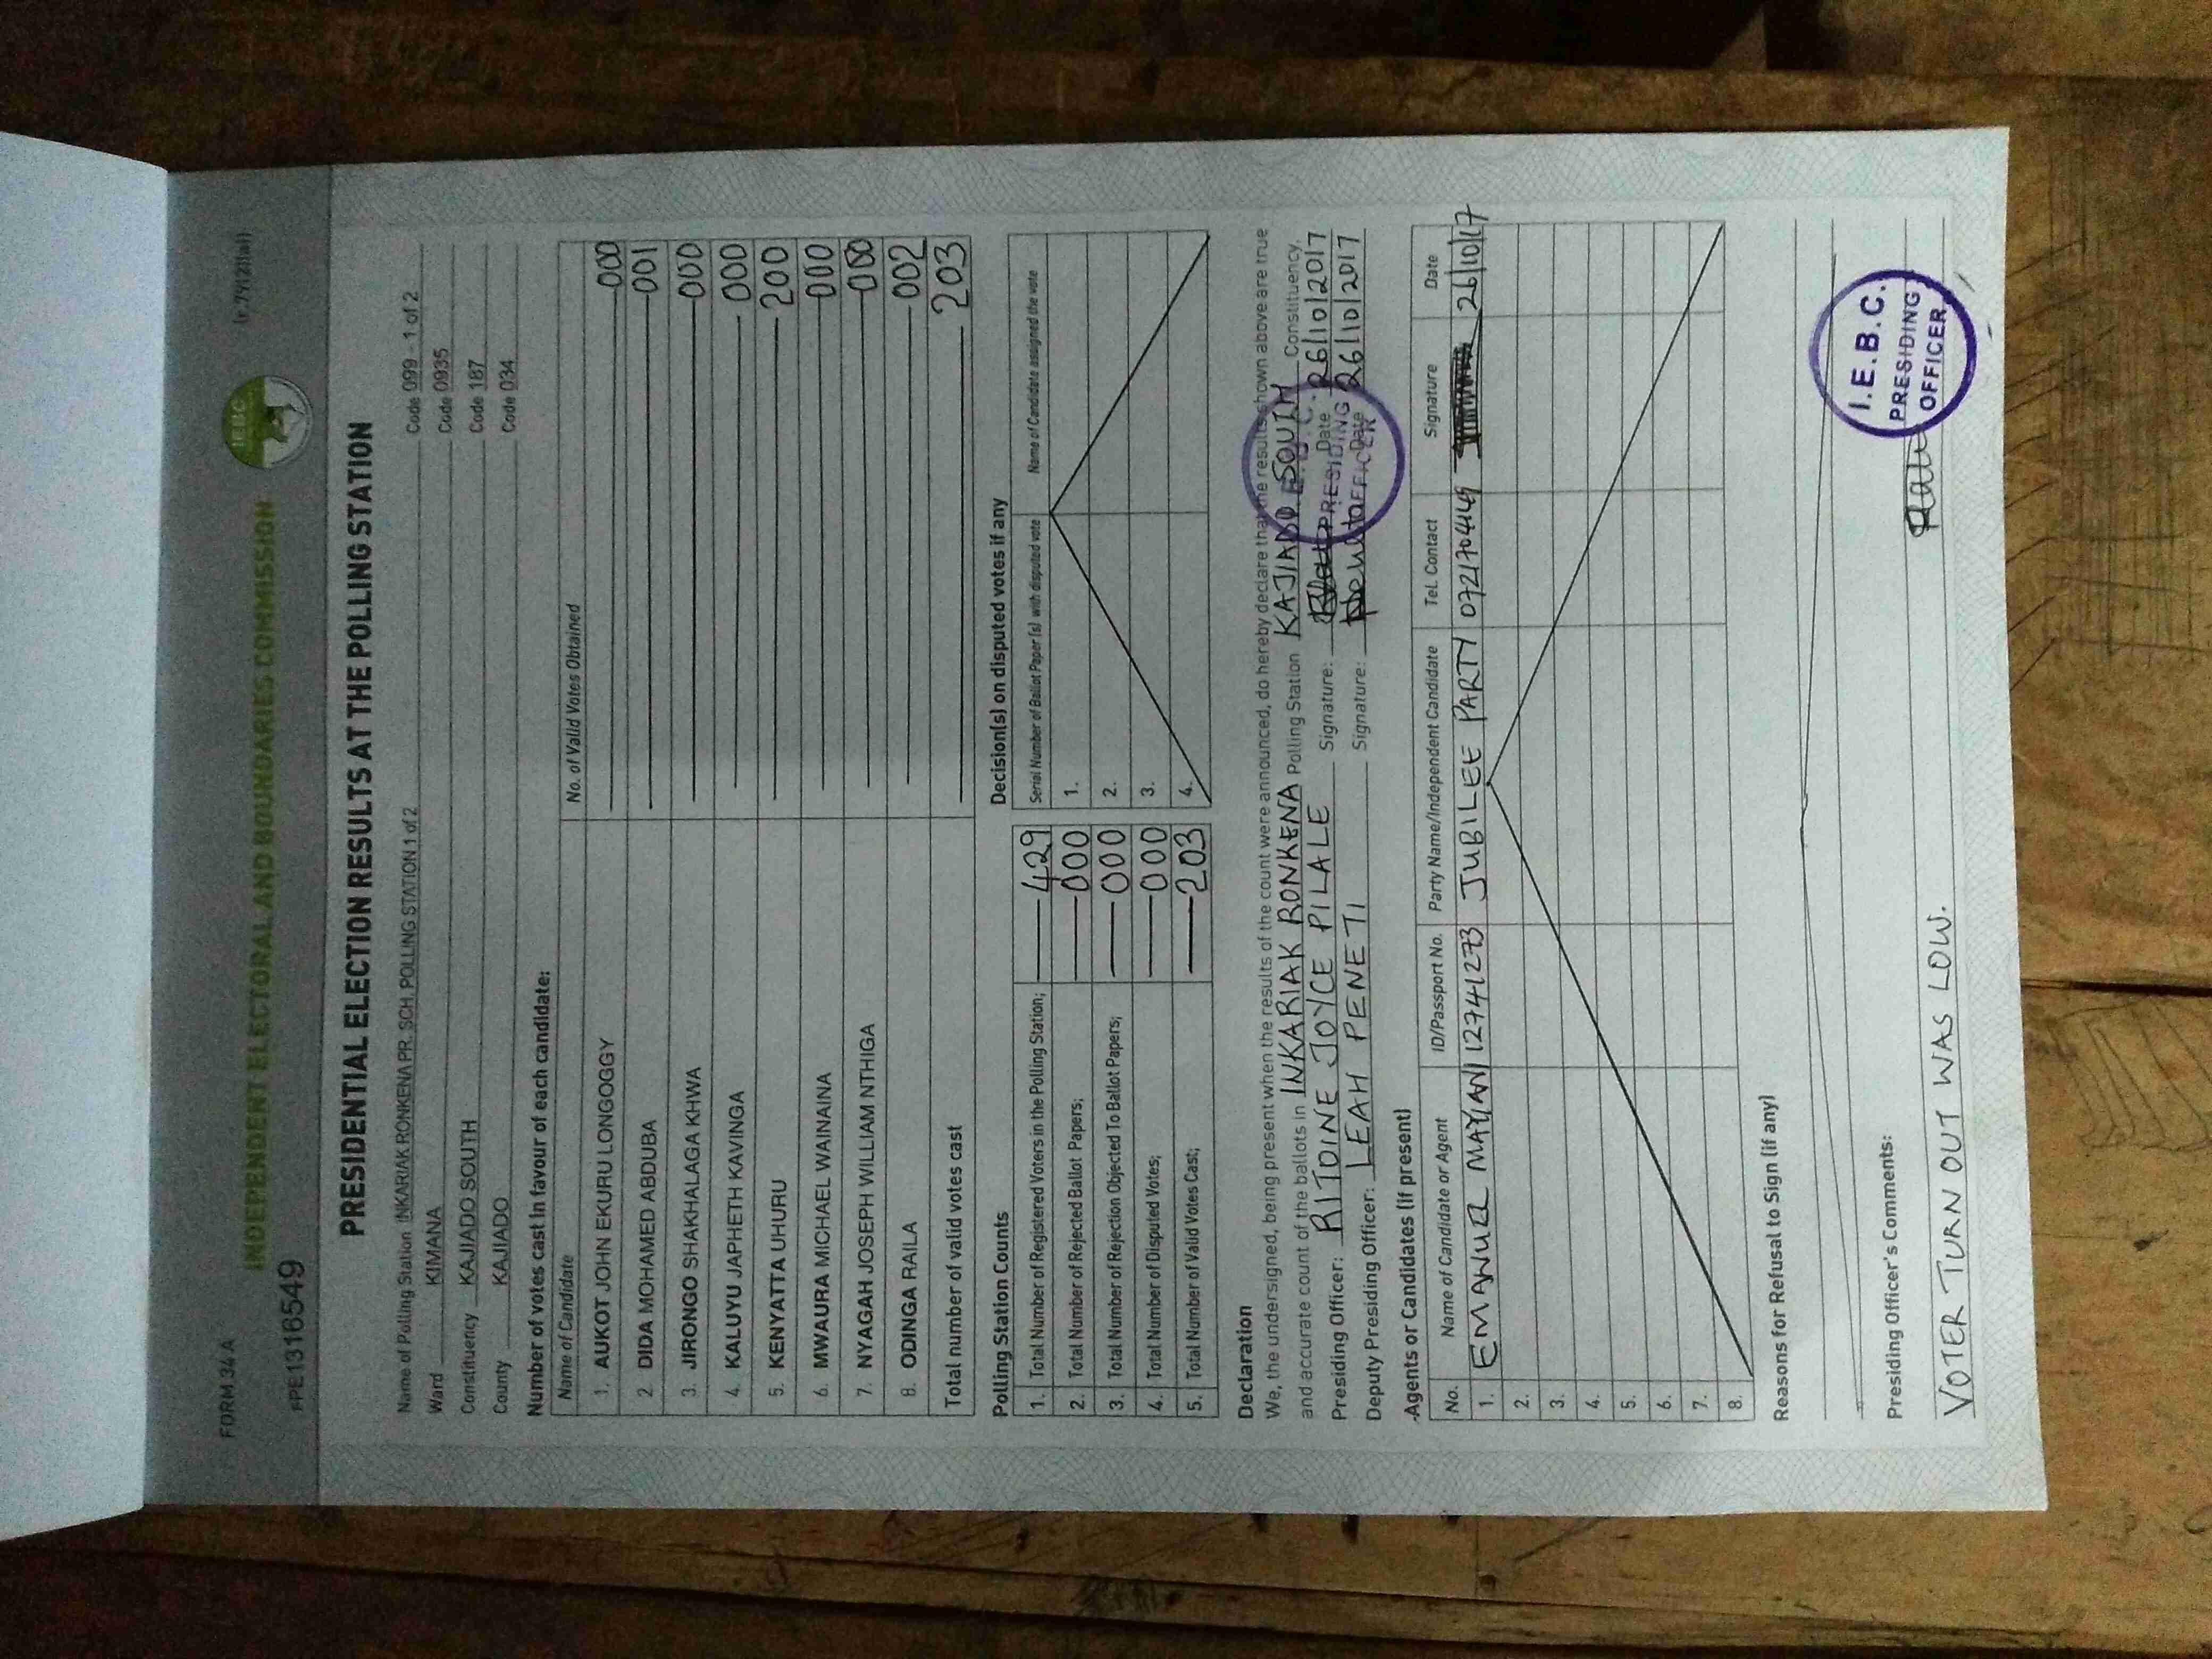 FORM 34 A
(r.79(2)(a))
INDEPENDENT ELECTORAL AND BOUNDARIES COMMISSION
IEBC
PE1316549
PRESIDENTIAL ELECTION RESULTS AT THE POLLING STATION
Name of Polling Station INKARIAK RONKENA PR. SCH. POLLING STATION 1 of 2 Code 099 - 1 of 2
Ward KIMANA Code 0935
Constituency KAJIADO SOUTH Code 187
County KAJIADO Code 034
Number of votes cast in favour of each candidate:
Name of Candidate No. of Valid Votes Obtained
1. AUKOT JOHN EKURU LONGOGGY 000
2. DIDA MOHAMED ABDUBA 001
3. JIRONGO SHAKHALAGA KHWA 000
4. KALUYU JAPHETH KAVINGA 000
5. KENYATTA UHURU 200
6. MWAURA MICHAEL WAINAINA 000
7. NYAGAH JOSEPH WILLIAM NTHIGA 000
8. ODINGA RAILA 002
Total number of valid votes cast 203
Polling Station Counts
1. Total Number of Registered Voters in the Polling Station; 429
2. Total Number of Rejected Ballot Papers; 000
3. Total Number of Rejection Objected To Ballot Papers; 000
4. Total Number of Disputed Votes; 000
5. Total Number of Valid Votes Cast; 203
Decision(s) on disputed votes if any
Serial Number of Ballot Paper (s) with disputed vote Name of Candidate assigned the vote
1.
2.
3.
4.
Declaration
We, the undersigned, being present when the results of the count were announced, do hereby declare that the results shown above are true
and accurate count of the ballots in INKARIAK RONKENA Polling Station KAJIADO SOUTH Constituency.
Presiding Officer: RITOINE JOYCE PILALE Signature: Date 26/10/2017
Deputy Presiding Officer: LEAH PENETI Signature: Date 26/10/2017
PRESIDING OFFICER
Agents or Candidates (if present)
No. Name of Candidate or Agent ID/Passport No. Party Name/Independent Candidate Tel. Contact Signature Date
1. EMANUEL MAYIANI 12741273 JUBILEE PARTY 0721704449 26/10/17
2.
3.
4.
5.
6.
7.
8.
Reasons for Refusal to Sign (if any)
Presiding Officer's Comments:
VOTER TURN OUT WAS LOW.
I.E.B.C.
PRESIDING
OFFICER